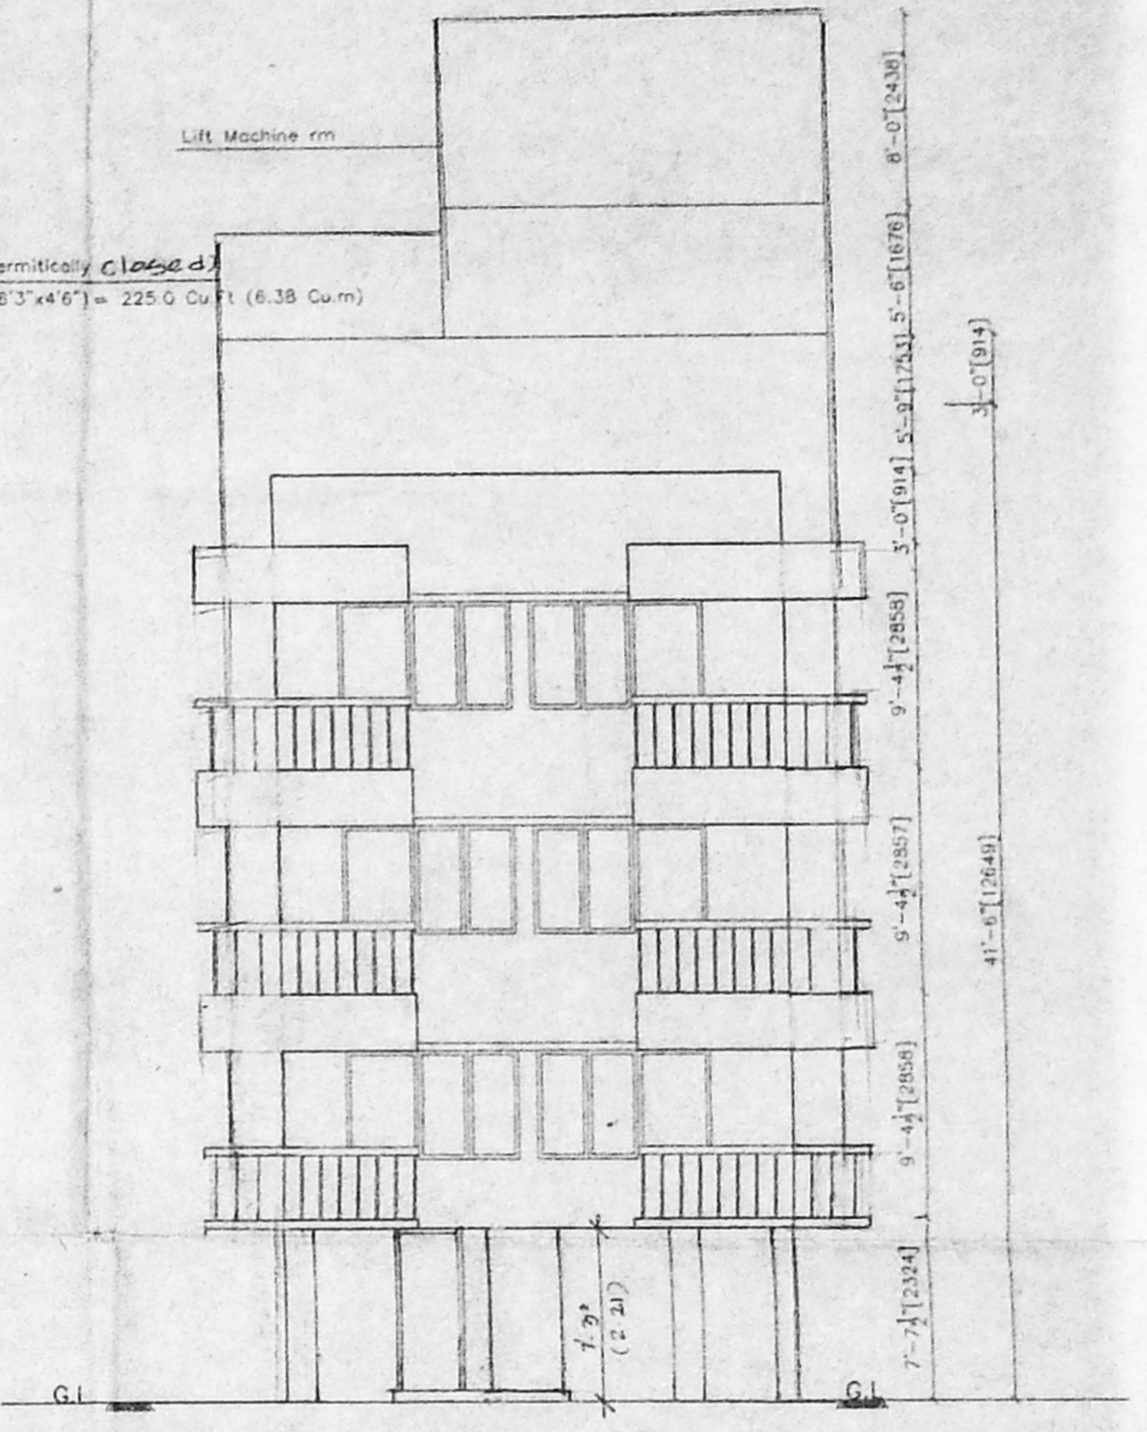 Lift Machine rm
ermitically closed)
6'3"x4'6") = 225.0 Cu Ft (6.38 Cu.m)
8'-0"[2438]
5'-6"[1676]
5'-9"[1753]
3'-0"[914]
3'-0"[914]
9'-4½"[2858]
9'-4½"[2857]
41'-6"[12649]
9'-4½"[2858]
7'-7½"[2324]
7'.3"
(2.21)
G.L
G.L